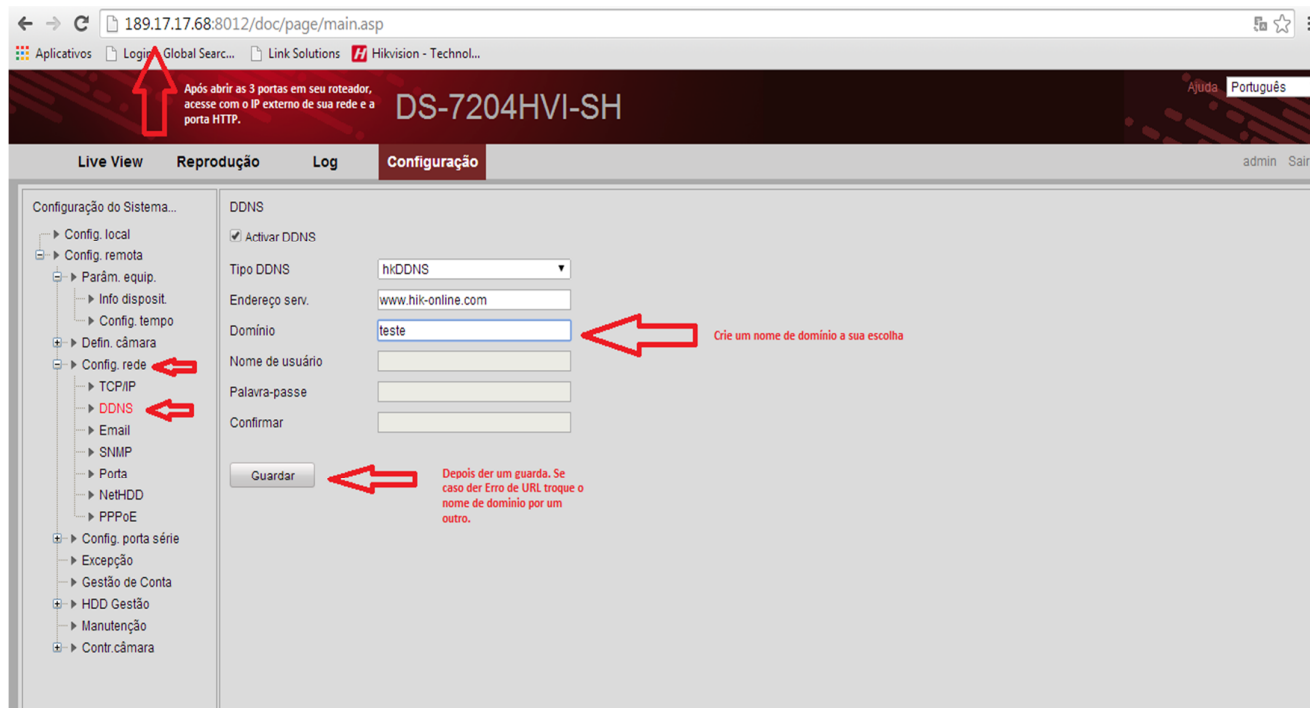 189.17.17.68:8012/doc/page/main.asp
Aplicativos Login Global Searc... Link Solutions Hikvision - Technol...
Após abrir as 3 portas em seu roteador,
acesse com o IP externo de sua rede e a
porta HTTP.
DS-7204HVI-SH
Ajuda Português
Live View Reprodução Log Configuração admin Sair
Configuração do Sistema...
Config. local
Config. remota
Parâm. equip.
Info disposit.
Config. tempo
Defin. câmara
Config. rede
TCP/IP
DDNS
Email
SNMP
Porta
NetHDD
PPPoE
Config. porta série
Excepção
Gestão de Conta
HDD Gestão
Manutenção
Contr.câmara
DDNS
Activar DDNS
Tipo DDNS hkDDNS
Endereço serv. www.hik-online.com
Domínio teste
Crie um nome de domínio a sua escolha
Nome de usuário
Palavra-passe
Confirmar
Guardar
Depois der um guarda. Se
caso der Erro de URL troque o
nome de dominio por um
outro.